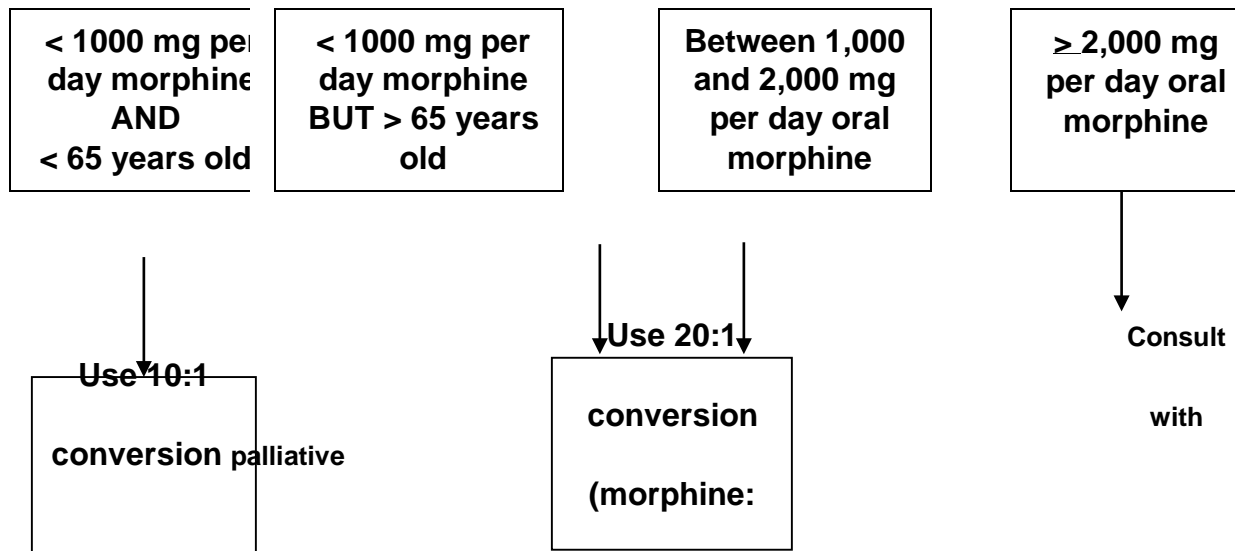 < 1000 mg per
day morphine
AND
< 65 years old
< 1000 mg per
day morphine
BUT > 65 years
old
Between 1,000
and 2,000 mg
per day oral
morphine
> 2,000 mg
per day oral
morphine
Use 10:1
conversion palliative
Use 20:1
conversion
(morphine:
Consult
with